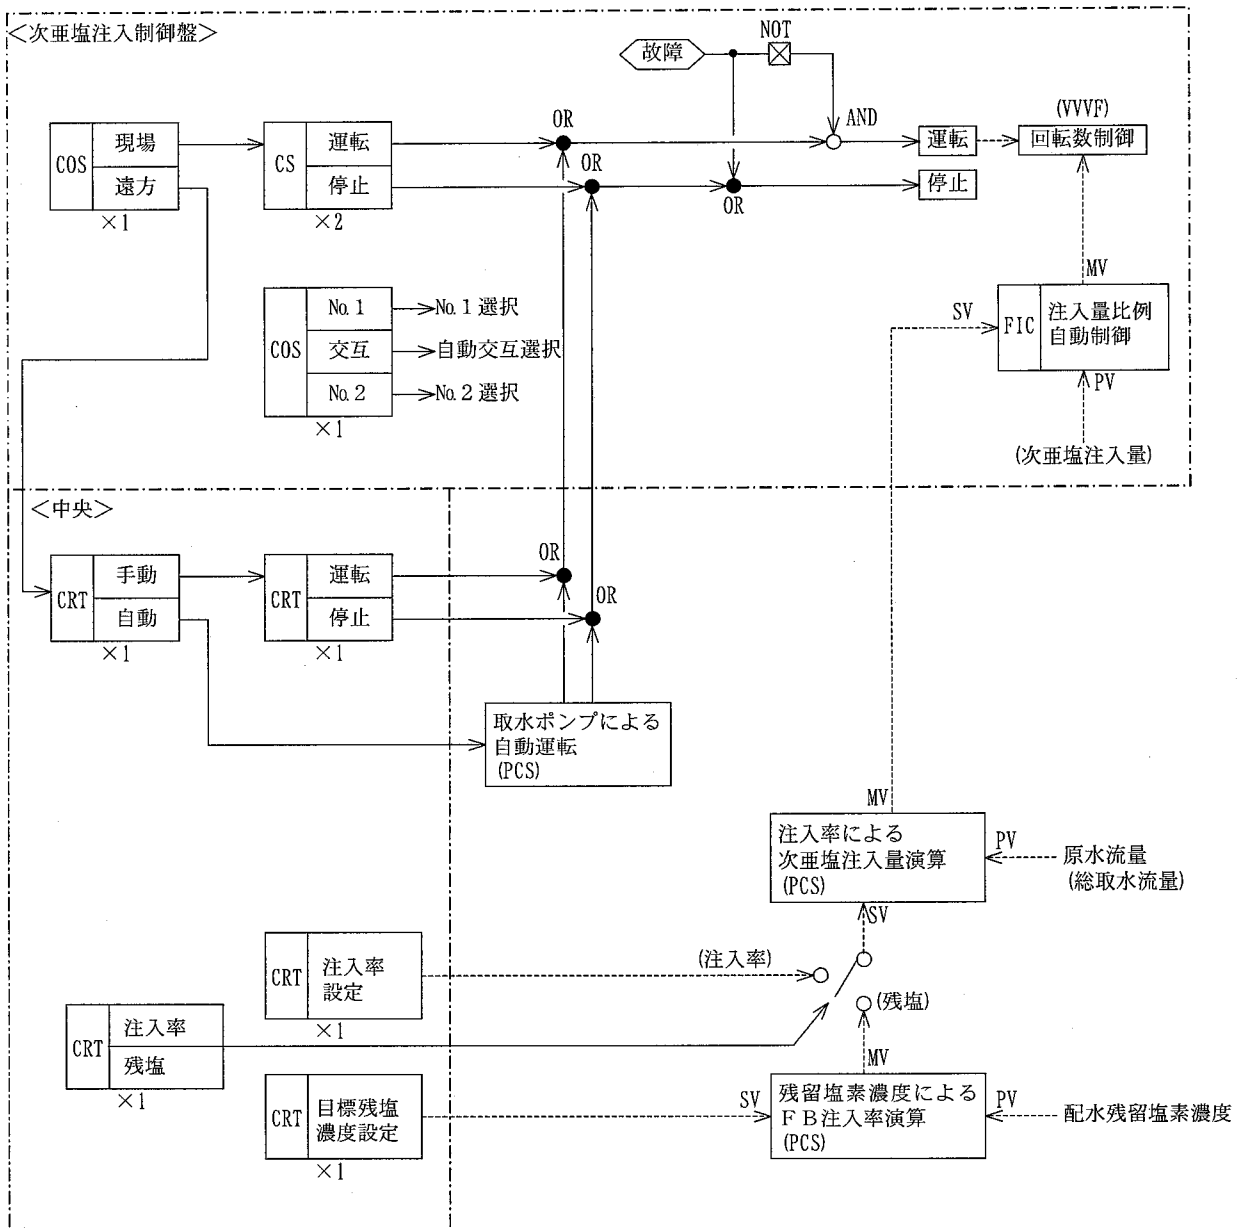 ＜次亜塩注入制御盤＞
故障
NOT
COS
現場
遠方
×1
CS
運転
停止
×2
OR
OR
OR
AND
運転
停止
(VVVF)
回転数制御
MV
SV
FIC
注入量比例
自動制御
PV
(次亜塩注入量)
COS
No.1
交互
No.2
×1
No.1選択
自動交互選択
No.2選択
＜中央＞
CRT
手動
自動
×1
CRT
運転
停止
×1
OR
OR
取水ポンプによる
自動運転
(PCS)
MV
注入率による
次亜塩注入量演算
(PCS)
PV
原水流量
(総取水流量)
SV
CRT
注入率
設定
×1
(注入率)
(残塩)
CRT
注入率
残塩
×1
MV
CRT
目標残塩
濃度設定
×1
SV
残留塩素濃度による
ＦＢ注入率演算
(PCS)
PV
配水残留塩素濃度